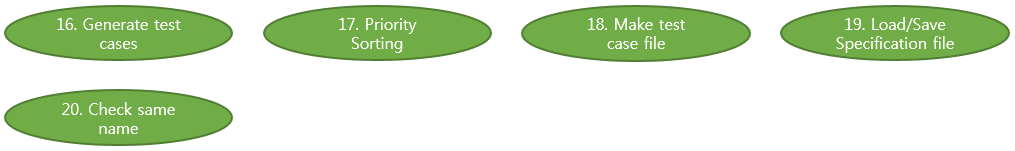 16. Generate test
cases
17. Priority
Sorting
18. Make test
case file
19. Load/Save
Specification file
20. Check same
name